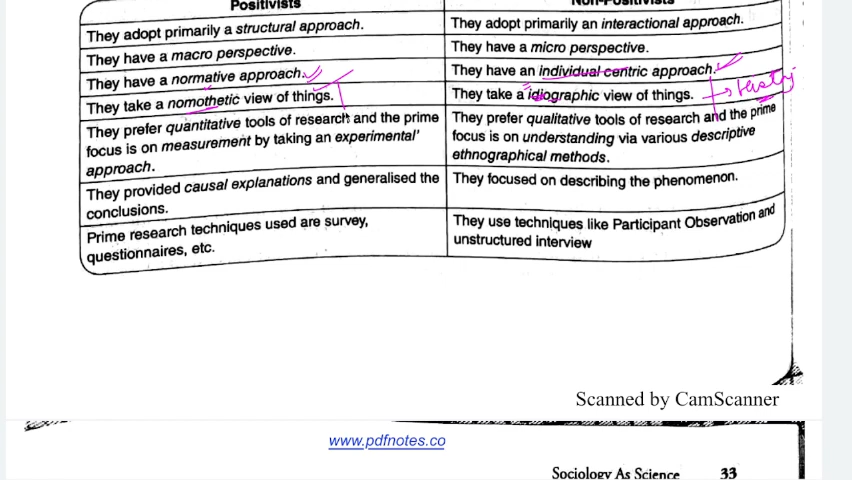 Positivists
Non-Positivists
They adopt primarily a structural approach.
They adopt primarily an interactional approach.
They have a macro perspective.
They have a micro perspective.
They have a normative approach.
They have an individual centric approach.
They take a nomothetic view of things.
They take a idiographic view of things.
They prefer quantitative tools of research and the prime
focus is on measurement by taking an experimental
approach.
They prefer qualitative tools of research and the prime
focus is on understanding via various descriptive
ethnographical methods.
They provided causal explanations and generalised the
conclusions.
They focused on describing the phenomenon.
Prime research techniques used are survey,
questionnaires, etc.
They use techniques like Participant Observation and
unstructured interview
Scanned by CamScanner
www.pdfnotes.co
Sociology As Science 33